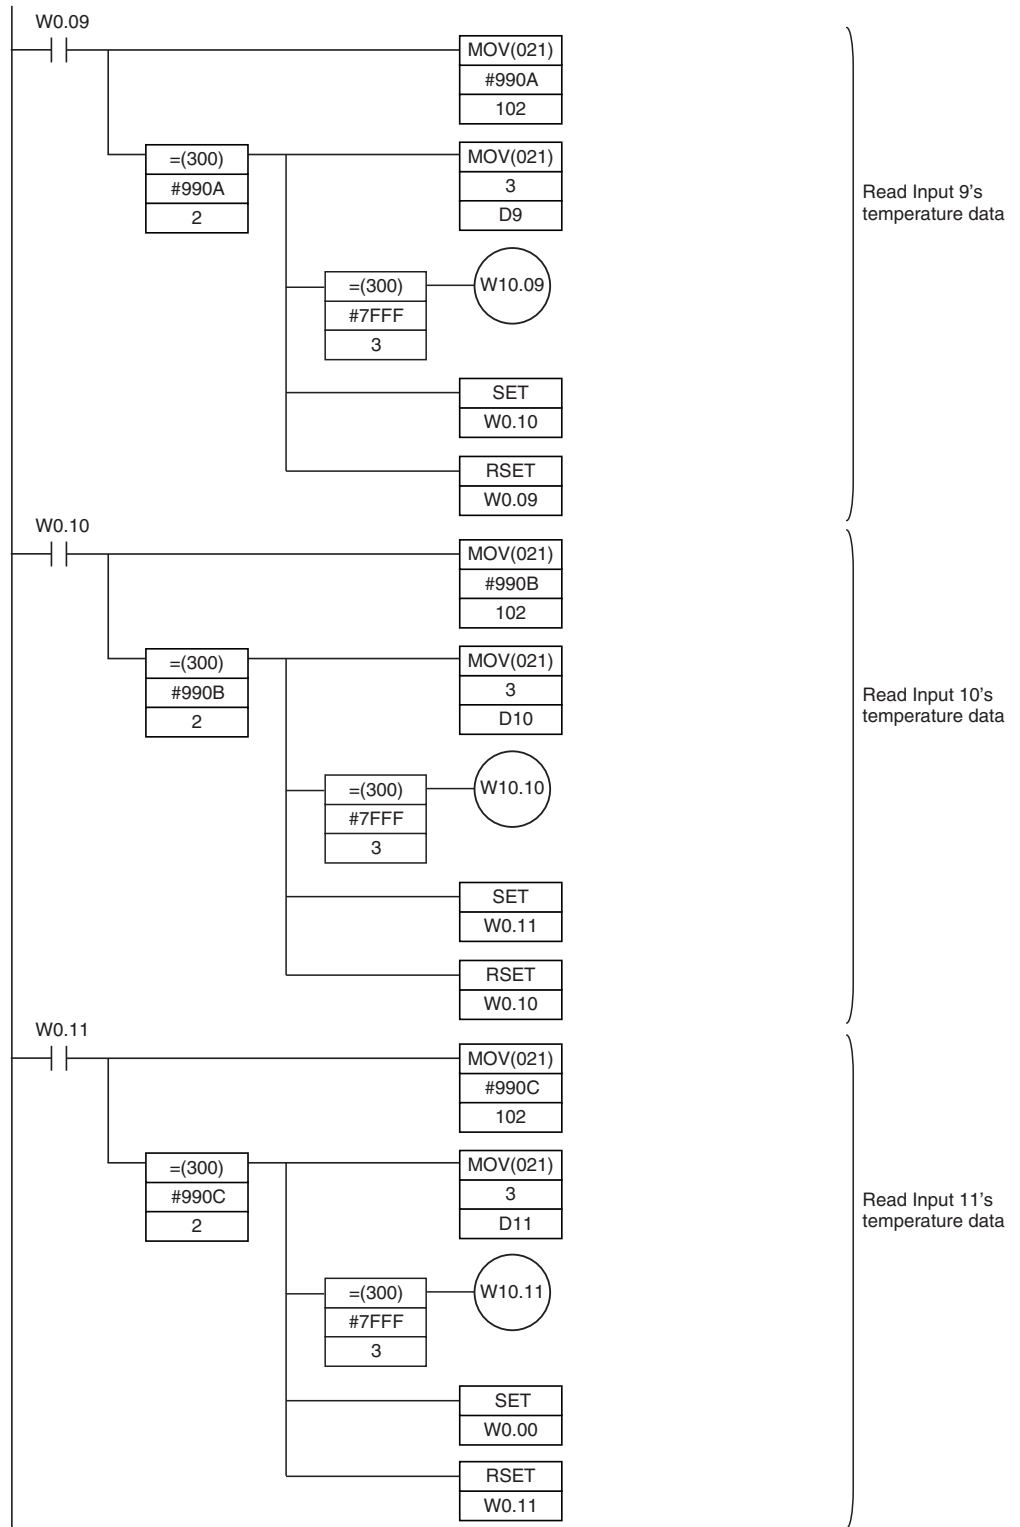 W0.09
MOV(021)
#990A
102
=(300)
#990A
2
MOV(021)
3
D9
Read Input 9's
temperature data
=(300)
#7FFF
3
W10.09
SET
W0.10
RSET
W0.09
W0.10
MOV(021)
#990B
102
=(300)
#990B
2
MOV(021)
3
D10
Read Input 10's
temperature data
=(300)
#7FFF
3
W10.10
SET
W0.11
RSET
W0.10
W0.11
MOV(021)
#990C
102
=(300)
#990C
2
MOV(021)
3
D11
Read Input 11's
temperature data
=(300)
#7FFF
3
W10.11
SET
W0.00
RSET
W0.11